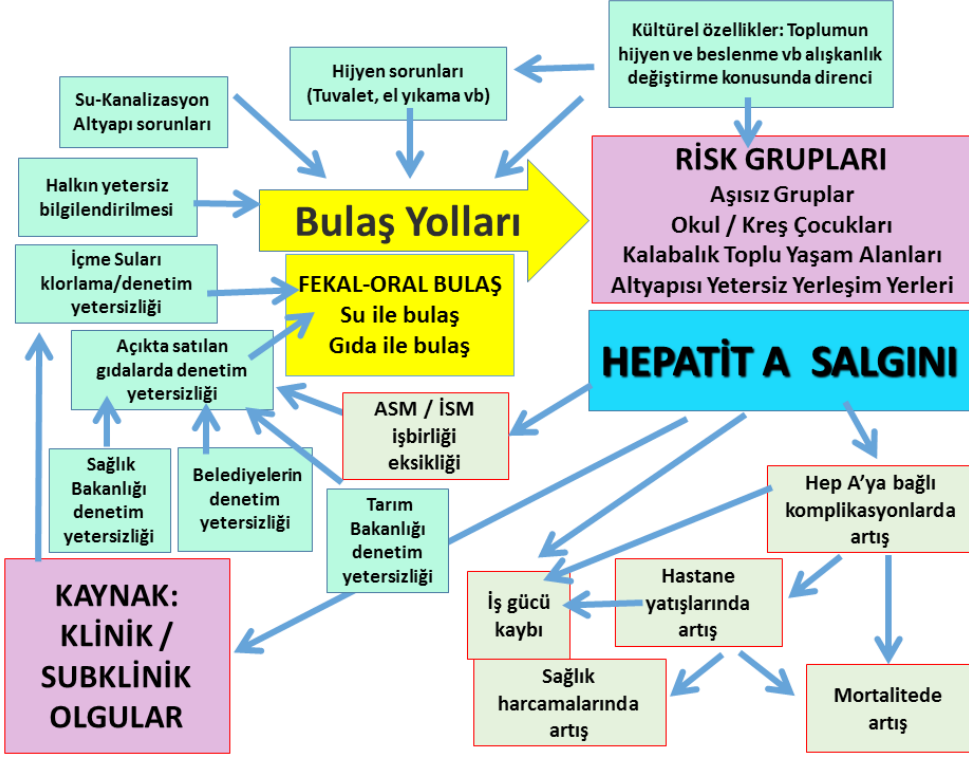 Kültürel özellikler: Toplumun
hijyen ve beslenme vb alışkanlık
değiştirme konusunda direnci
Hijyen sorunları
(Tuvalet, el yıkama vb)
Su-Kanalizasyon
Altyapı sorunları
Halkın yetersiz
bilgilendirilmesi
Bulaş Yolları
RİSK GRUPLARI
Aşısız Gruplar
Okul / Kreş Çocukları
Kalabalık Toplu Yaşam Alanları
Altyapısı Yetersiz Yerleşim Yerleri
İçme Suları
klorlama/denetim
yetersizliği
FEKAL-ORAL BULAŞ
Su ile bulaş
Gıda ile bulaş
Açıkta satılan
gıdalarda denetim
yetersizliği
HEPATİT A SALGINI
ASM / İSM
işbirliği
eksikliği
Sağlık
Bakanlığı
denetim
yetersizliği
Belediyelerin
denetim
yetersizliği
Tarım
Bakanlığı
denetim
yetersizliği
Hep A’ya bağlı
komplikasyonlarda
artış
KAYNAK:
KLİNİK /
SUBKLİNİK
OLGULAR
İş gücü
kaybı
Hastane
yatışlarında
artış
Sağlık
harcamalarında
artış
Mortalitede
artış